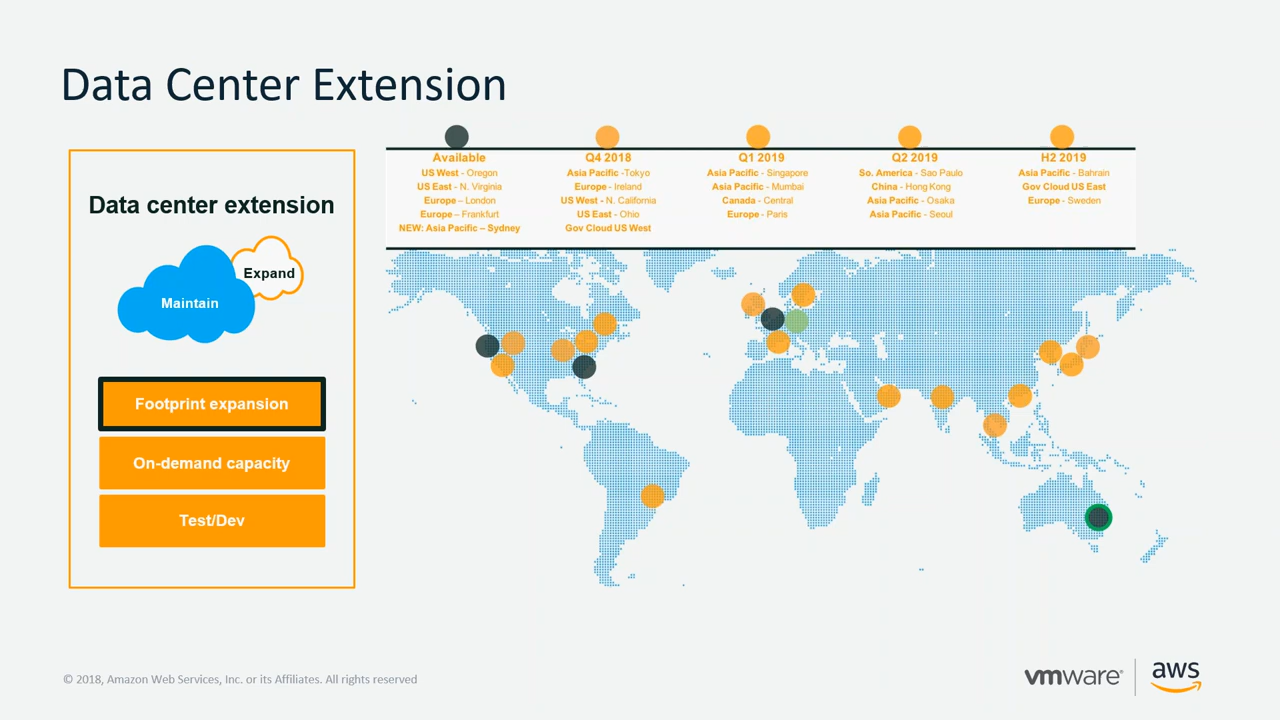 Data Center Extension
Data center extension
Expand
Maintain
Footprint expansion
On-demand capacity
Test/Dev
Available
US West - Oregon
US East - N. Virginia
Europe – London
Europe – Frankfurt
NEW: Asia Pacific – Sydney
Q4 2018
Asia Pacific -Tokyo
Europe - Ireland
US West - N. California
US East - Ohio
Gov Cloud US West
Q1 2019
Asia Pacific - Singapore
Asia Pacific - Mumbai
Canada - Central
Europe - Paris
Q2 2019
So. America - Sao Paulo
China - Hong Kong
Asia Pacific - Osaka
Asia Pacific - Seoul
H2 2019
Asia Pacific - Bahrain
Gov Cloud US East
Europe - Sweden
© 2018, Amazon Web Services, Inc. or its Affiliates. All rights reserved
vmware®
aws